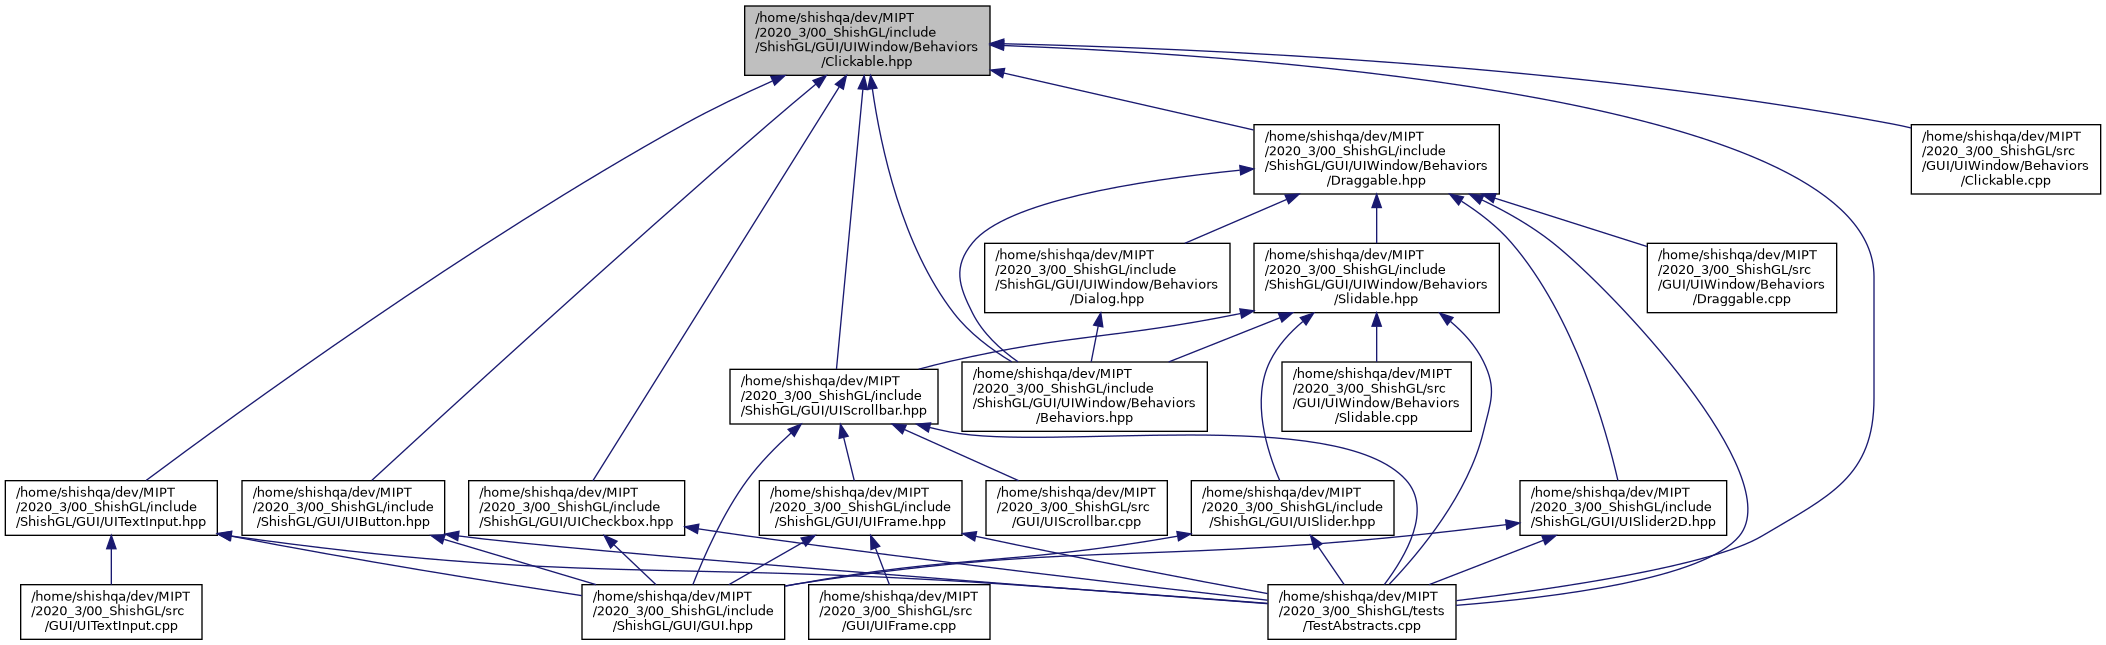 /home/shishqa/dev/MIPT
/2020_3/00_ShishGL/include
/ShishGL/GUI/UIWindow/Behaviors
/Clickable.hpp
/home/shishqa/dev/MIPT
/2020_3/00_ShishGL/include
/ShishGL/GUI/UIWindow/Behaviors
/Draggable.hpp
/home/shishqa/dev/MIPT
/2020_3/00_ShishGL/src
/GUI/UIWindow/Behaviors
/Clickable.cpp
/home/shishqa/dev/MIPT
/2020_3/00_ShishGL/include
/ShishGL/GUI/UIWindow/Behaviors
/Dialog.hpp
/home/shishqa/dev/MIPT
/2020_3/00_ShishGL/include
/ShishGL/GUI/UIWindow/Behaviors
/Slidable.hpp
/home/shishqa/dev/MIPT
/2020_3/00_ShishGL/src
/GUI/UIWindow/Behaviors
/Draggable.cpp
/home/shishqa/dev/MIPT
/2020_3/00_ShishGL/include
/ShishGL/GUI/UIScrollbar.hpp
/home/shishqa/dev/MIPT
/2020_3/00_ShishGL/include
/ShishGL/GUI/UIWindow/Behaviors
/Behaviors.hpp
/home/shishqa/dev/MIPT
/2020_3/00_ShishGL/src
/GUI/UIWindow/Behaviors
/Slidable.cpp
/home/shishqa/dev/MIPT
/2020_3/00_ShishGL/include
/ShishGL/GUI/UITextInput.hpp
/home/shishqa/dev/MIPT
/2020_3/00_ShishGL/include
/ShishGL/GUI/UIButton.hpp
/home/shishqa/dev/MIPT
/2020_3/00_ShishGL/include
/ShishGL/GUI/UICheckbox.hpp
/home/shishqa/dev/MIPT
/2020_3/00_ShishGL/include
/ShishGL/GUI/UIFrame.hpp
/home/shishqa/dev/MIPT
/2020_3/00_ShishGL/src
/GUI/UIScrollbar.cpp
/home/shishqa/dev/MIPT
/2020_3/00_ShishGL/include
/ShishGL/GUI/UISlider.hpp
/home/shishqa/dev/MIPT
/2020_3/00_ShishGL/include
/ShishGL/GUI/UISlider2D.hpp
/home/shishqa/dev/MIPT
/2020_3/00_ShishGL/src
/GUI/UITextInput.cpp
/home/shishqa/dev/MIPT
/2020_3/00_ShishGL/include
/ShishGL/GUI/GUI.hpp
/home/shishqa/dev/MIPT
/2020_3/00_ShishGL/src
/GUI/UIFrame.cpp
/home/shishqa/dev/MIPT
/2020_3/00_ShishGL/tests
/TestAbstracts.cpp